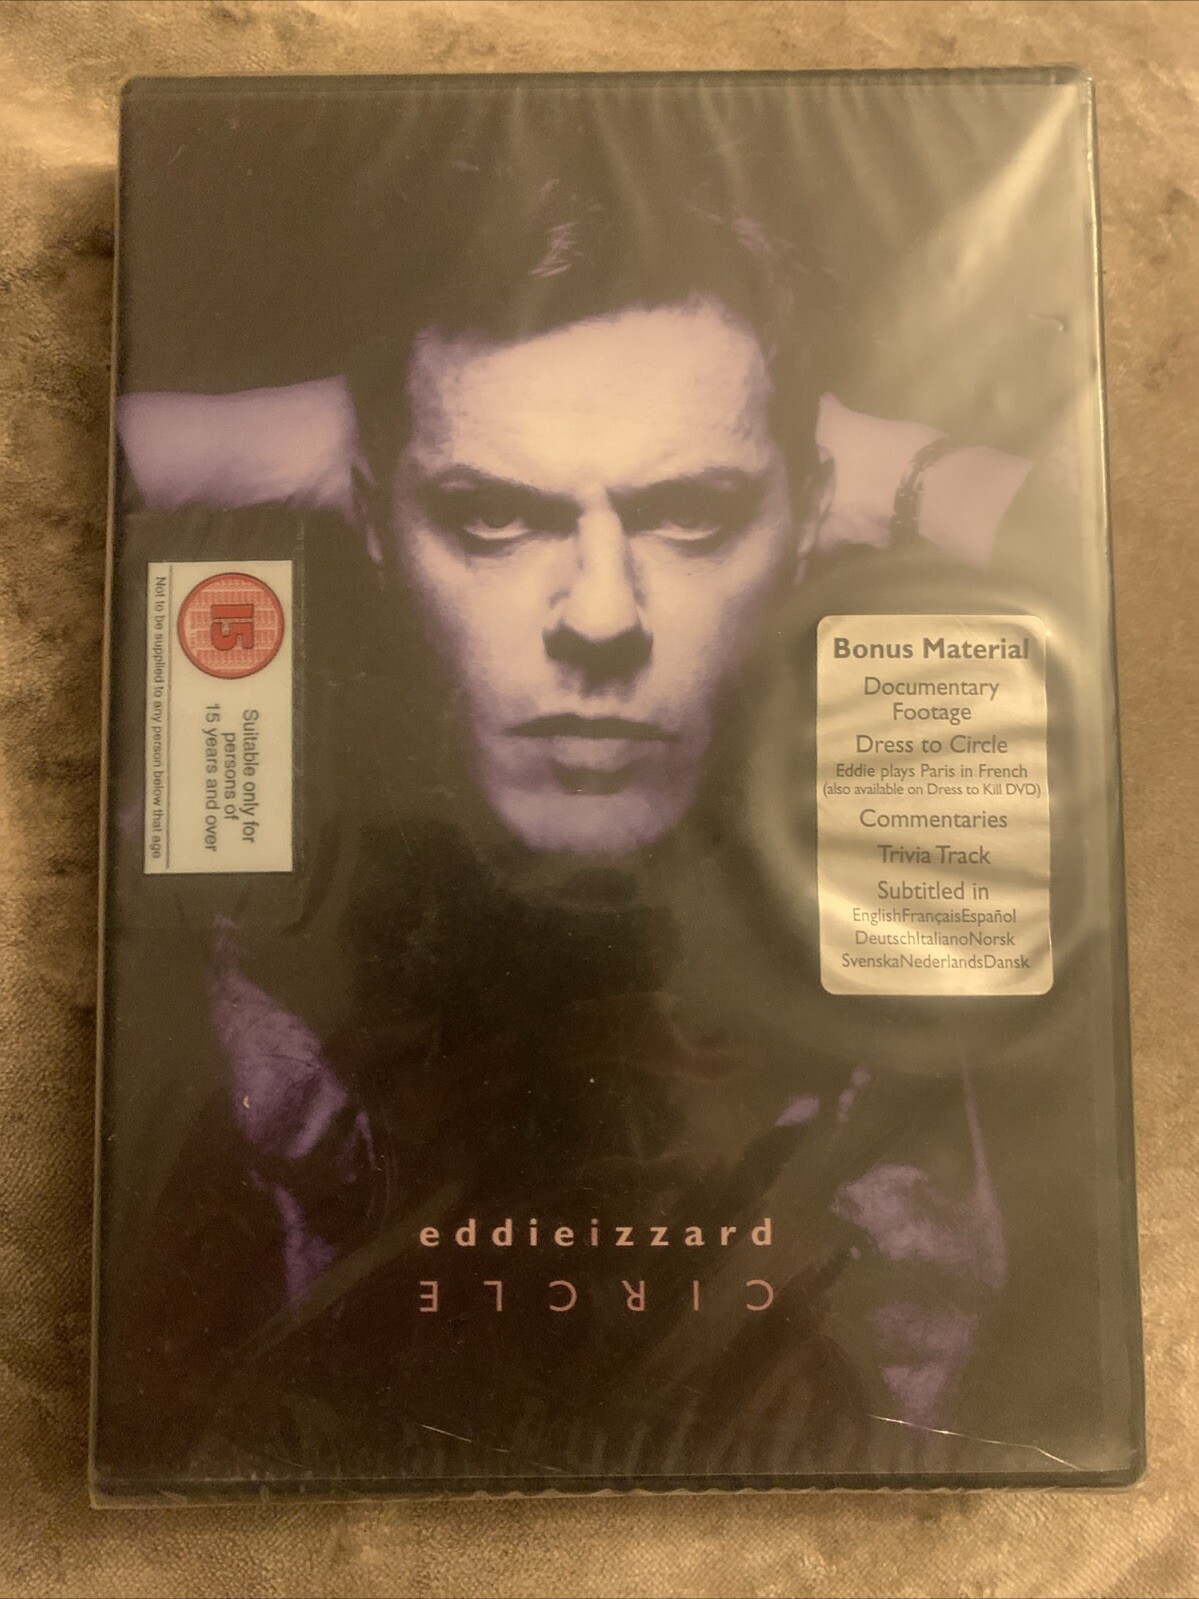 15
Suitable only for
persons of
15 years and over
Not to be supplied to any person below that age
Bonus Material
Documentary
Footage
Dress to Circle
Eddie plays Paris in French
(also available on Dress to Kill DVD)
Commentaries
Trivia Track
Subtitled in
EnglishFrançaisEspañol
DeutschItalianoNorsk
SvenskaNederlandsDansk
eddieizzard
CIRCLE